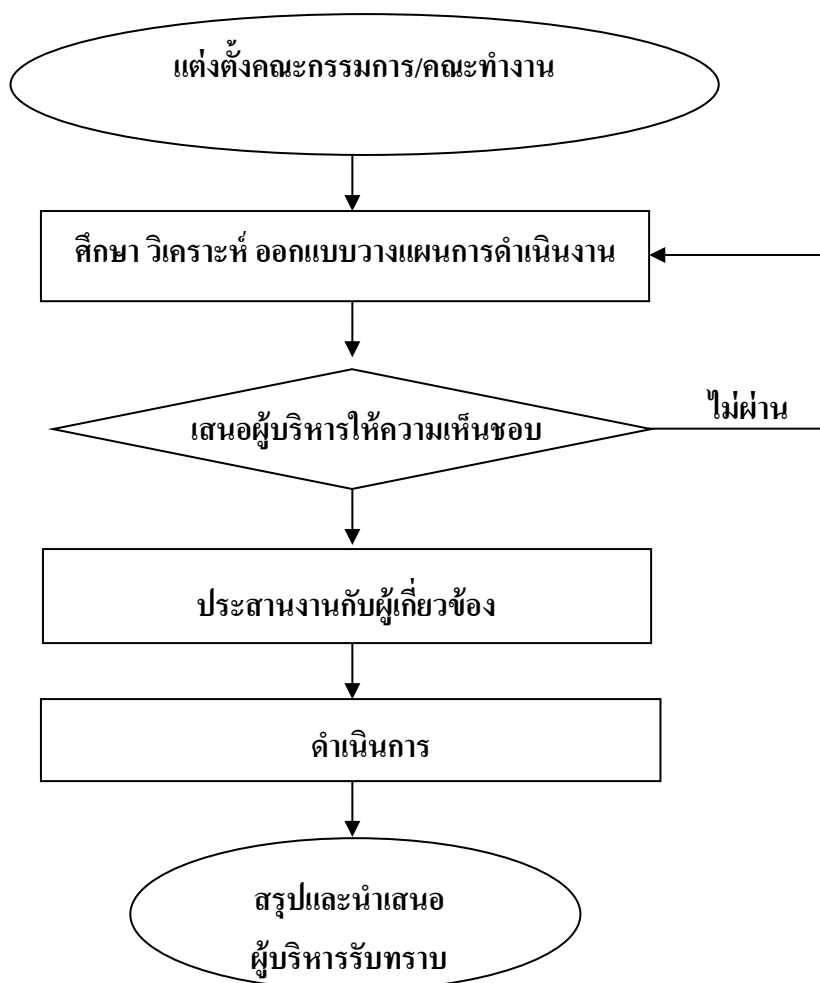 แต่งตั้งคณะกรรมการ/คณะทำงาน
ศึกษา วิเคราะห์ ออกแบบวางแผนการดำเนินงาน
เสนอผู้บริหารให้ความเห็นชอบ
ไม่ผ่าน
ประสานงานกับผู้เกี่ยวข้อง
ดำเนินการ
สรุปและนำเสนอ
ผู้บริหารรับทราบ